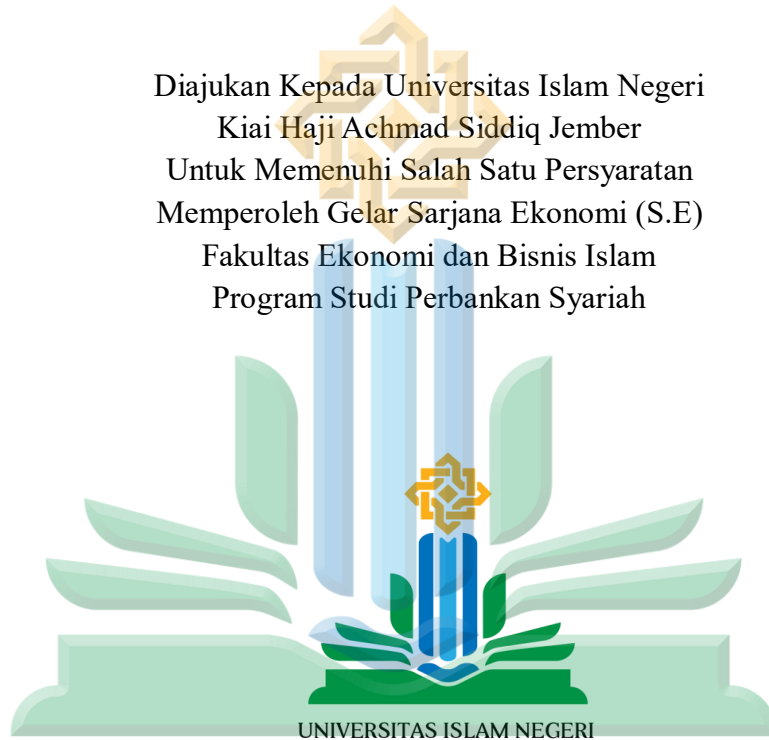 Diajukan Kepada Universitas Islam Negeri
Kiai Haji Achmad Siddiq Jember
Untuk Memenuhi Salah Satu Persyaratan
Memperoleh Gelar Sarjana Ekonomi (S.E)
Fakultas Ekonomi dan Bisnis Islam
Program Studi Perbankan Syariah
UNIVERSITAS ISLAM NEGERI